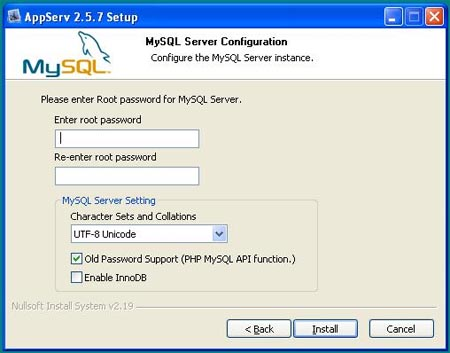 AppServ 2.5.7 Setup
MySQL
MySQL Server Configuration
Configure the MySQL Server instance.
Please enter Root password for MySQL Server.
Enter root password
Re-enter root password
MySQL Server Setting
Character Sets and Collations
UTF-8 Unicode
Old Password Support (PHP MySQL API function.)
Enable InnoDB
Nullsoft Install System v2.19
< Back Install Cancel